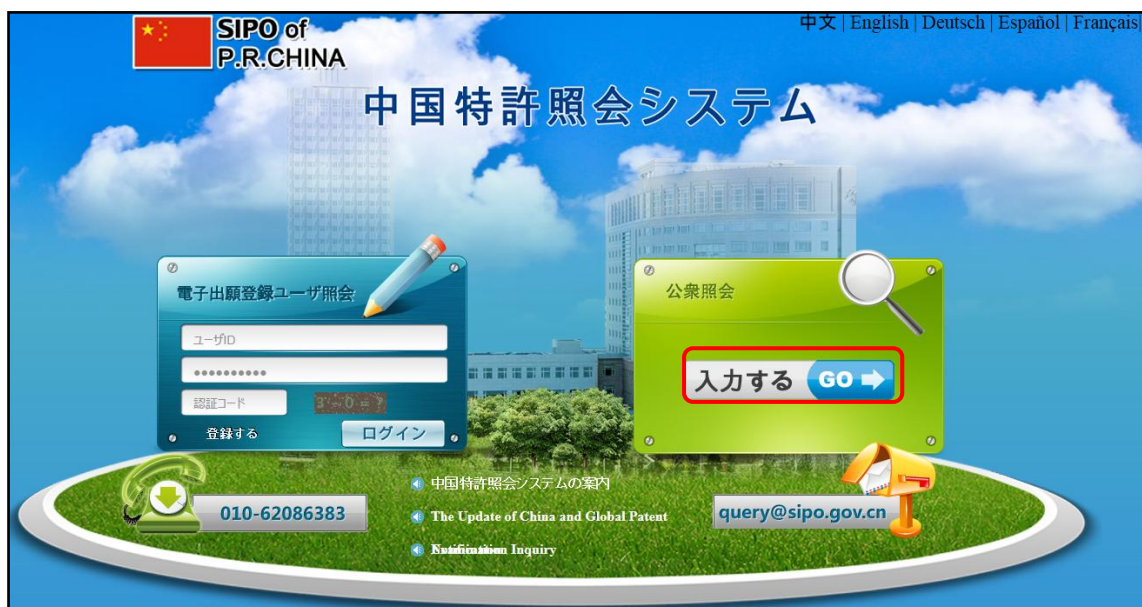 SIPO of
P.R.CHINA
中文 | English | Deutsch | Español | Français
中国特許照会システム
電子出願登録ユーザ照会
ユーザID
認証コード
登録する
ログイン
公衆照会
入力する GO
中国特許照会システムの案内
010-62086383
The Update of China and Global Patent
query@sipo.gov.cn
Inquiry